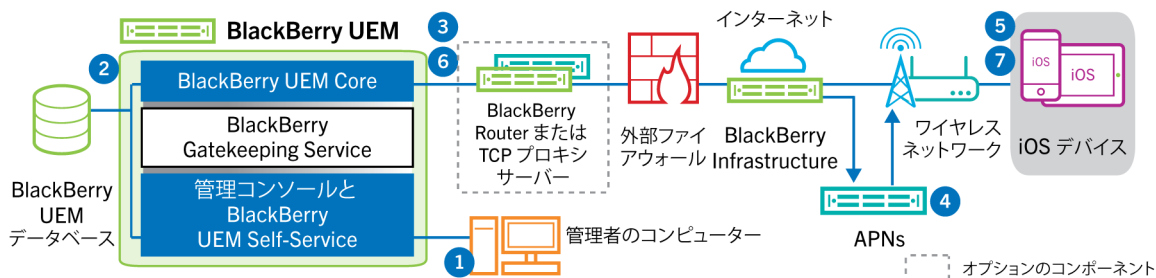 BlackBerry UEM
2
BlackBerry UEM Core
BlackBerry
Gatekeeping Service
管理コンソールと
BlackBerry
UEM Self-Service
BlackBerry
UEM
データベース
1
管理者のコンピューター
3
6
BlackBerry
Router または
TCP プロキシ
サーバー
外部ファイ
アウォール
インターネット
BlackBerry
Infrastructure
4
APNs
ワイヤレス
ネットワーク
5
7
iOS
iOS
iOS デバイス
オプションのコンポーネント